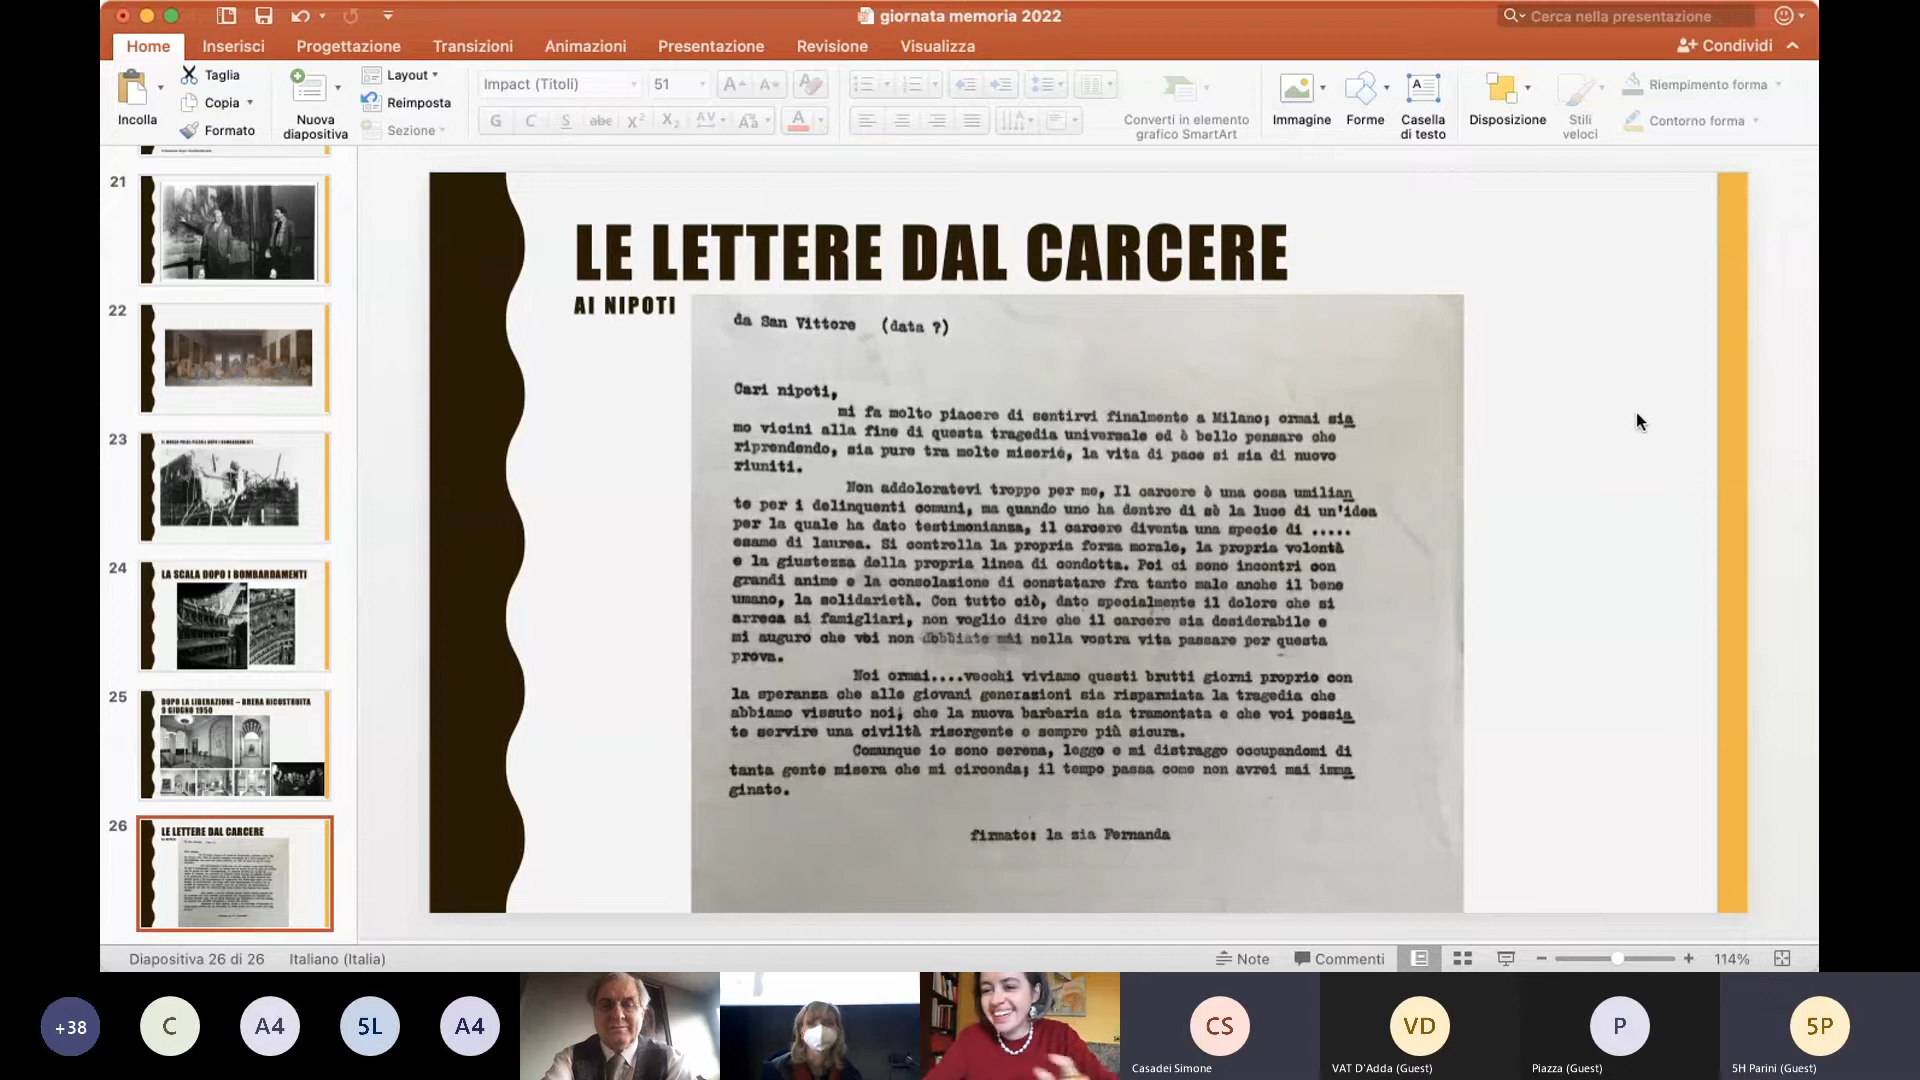 giornata memoria 2022
Cerca nella presentazione
Home Inserisci Progettazione Transizioni Animazioni Presentazione Revisione Visualizza
Condividi
Incolla
Taglia
Copia
Formato
Nuova diapositiva
Layout
Reimposta
Sezione
Impact (Titoli) 51
G C S abc X² X₂ AV Aa A
Converti in elemento grafico SmartArt
Immagine
Forme
Casella di testo
Disposizione
Stili veloci
Riempimento forma
Contorno forma
21
22
23
24
LA SCALA DOPO I BOMBARDAMENTI
25
DOPO LA LIBERAZIONE – BRERA RICOSTRUITA
9 GIUGNO 1950
26
LE LETTERE DAL CARCERE
LE LETTERE DAL CARCERE
AI NIPOTI
da San Vittore (data ?)
Cari nipoti,
mi fa molto piacere di sentirvi finalmente a Milano; ormai sia
mo vicini alla fine di questa tragedia universale ed è bello pensare che
riprendendo, sia pure tra molte miserie, la vita di pace si sia di nuovo
riuniti.
Non addoloratevi troppo per me, Il carcere è una cosa umilian
te per i delinquenti comuni, ma quando uno ha dentro di sè la luce di un'idea
per la quale ha dato testimonianza, il carcere diventa una specie di .....
esame di laurea. Si controlla la propria forza morale, la propria volontà
e la giustezza della propria linea di condotta. Poi ci sono incontri con
grandi anime e la consolazione di constatare fra tanto male anche il bene
umano, la solidarietà. Con tutto ciò, dato specialmente il dolore che si
arreca ai famigliari, non voglio dire che il carcere sia desiderabile e
mi auguro che voi non dobbiate mai nella vostra vita passare per questa
prova.
Noi ormai....vecchi viviamo questi brutti giorni proprio con
la speranza che alle giovani generazioni sia risparmiata la tragedia che
abbiamo vissuto noi, che la nuova barbaria sia tramontata e che voi possia
te servire una civiltà risorgente e sempre più sicura.
Comunque io sono serena, leggo e mi distraggo occupandomi di
tanta gente misera che mi circonda; il tempo passa come non avrei mai imma
ginato.
firmato: la zia Fernanda
Diapositiva 26 di 26 Italiano (Italia)
Note Commenti 114%
+38 C A4 5L A4 CS VD P 5P
Casadei Simone VAT D'Adda (Guest) Piazza (Guest) 5H Parini (Guest)